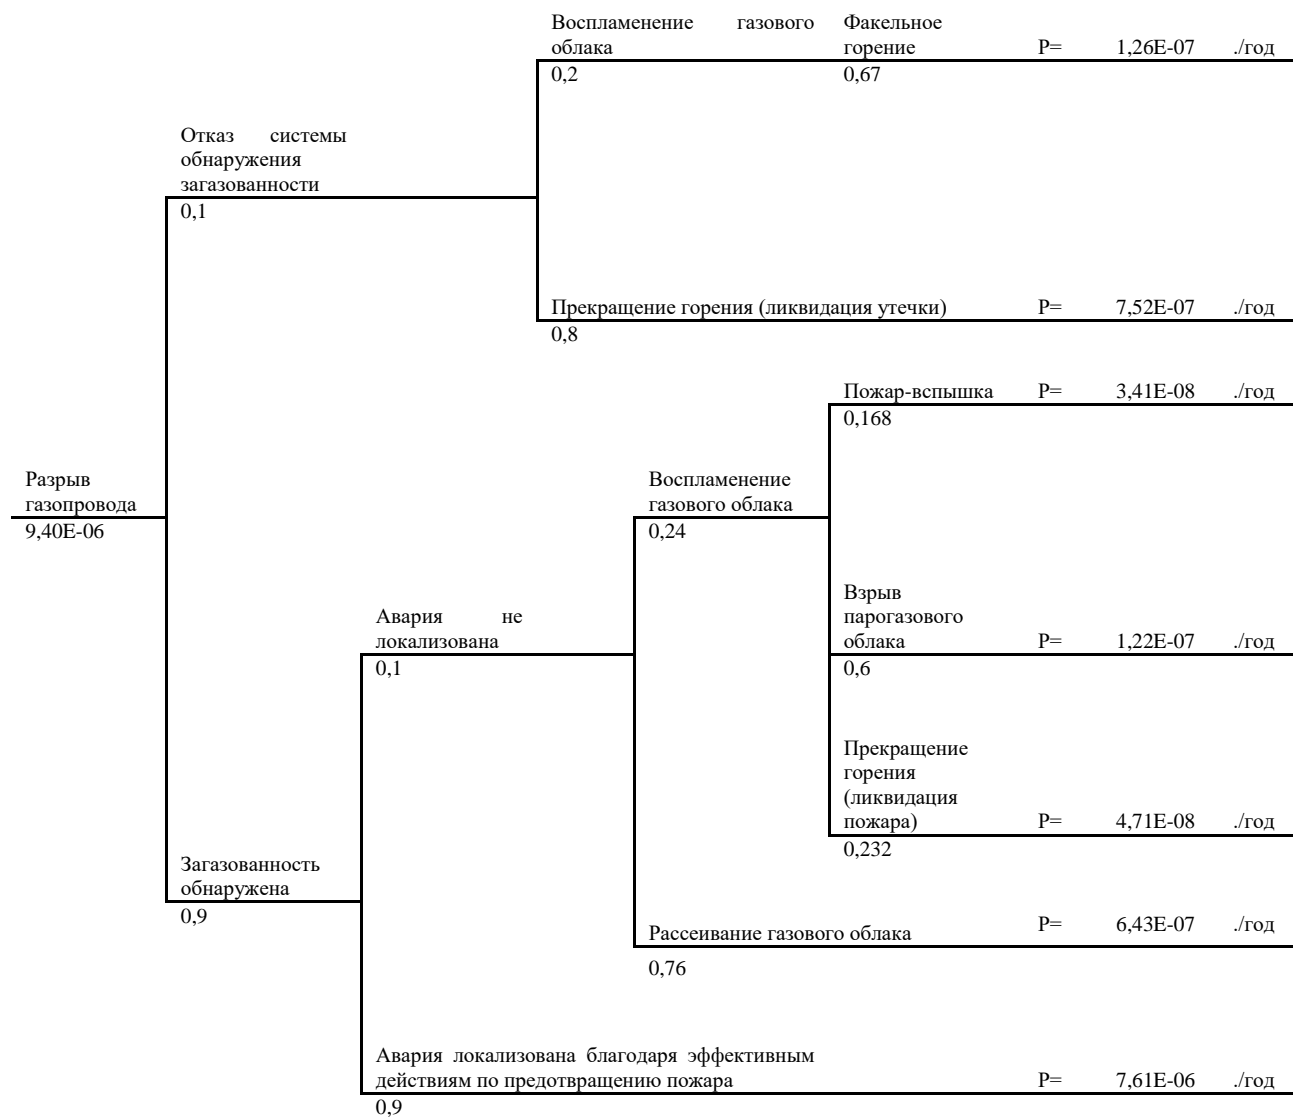 Воспламенение газового Факельное
облака горение P= 1,26E-07 ./год
0,2 0,67
Отказ системы
обнаружения
загазованности
0,1
Прекращение горения (ликвидация утечки) P= 7,52E-07 ./год
0,8
Пожар-вспышка P= 3,41E-08 ./год
0,168
Разрыв
газопровода
9,40E-06
Воспламенение
газового облака
0,24
Взрыв
парогазового
облака P= 1,22E-07 ./год
0,6
Авария не
локализована
0,1
Прекращение
горения
(ликвидация
пожара) P= 4,71E-08 ./год
0,232
Загазованность
обнаружена
0,9
Рассеивание газового облака P= 6,43E-07 ./год
0,76
Авария локализована благодаря эффективным
действиям по предотвращению пожара P= 7,61E-06 ./год
0,9